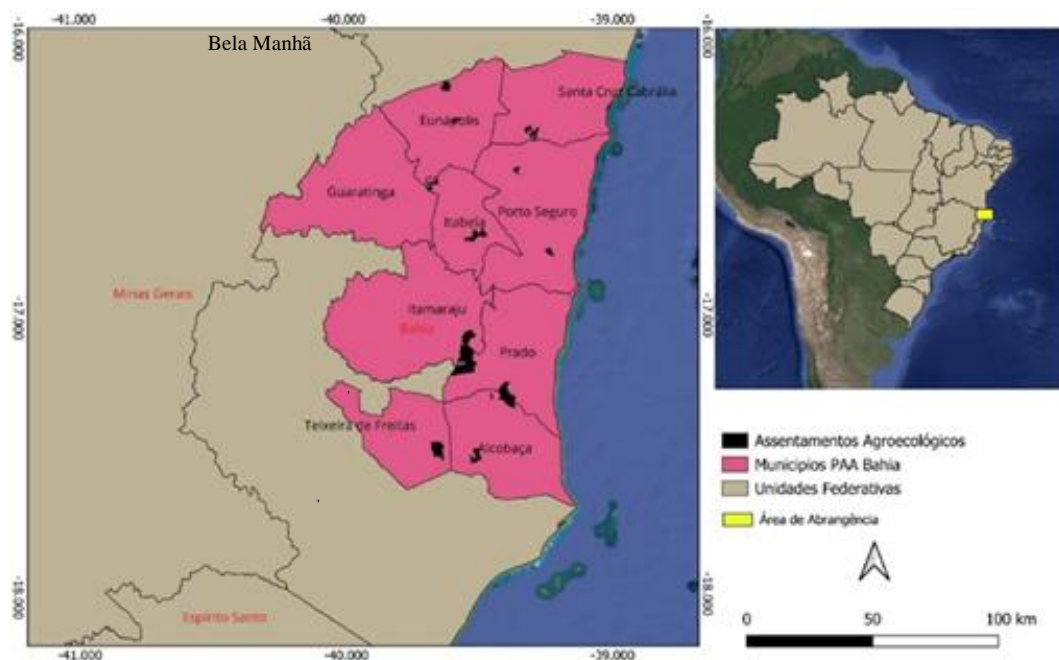 -41.000
-40.000
-39.000
-16.000
-16.000
Bela Manhã
Santa Cruz Cabrália
Eunápolis
Guaratinga
Porto Seguro
Itabela
Minas Gerais
-17.000
-17.000
Itamaraju
Bahia
Prado
Teixeira de Freitas
Alcobaça
Assentamentos Agroecológicos
Municipios PAA Bahia
Unidades Federativas
Área de Abrangência
-18.000
-18.000
Espírito Santo
0
50
100 km
-41.000
-40.000
-39.000